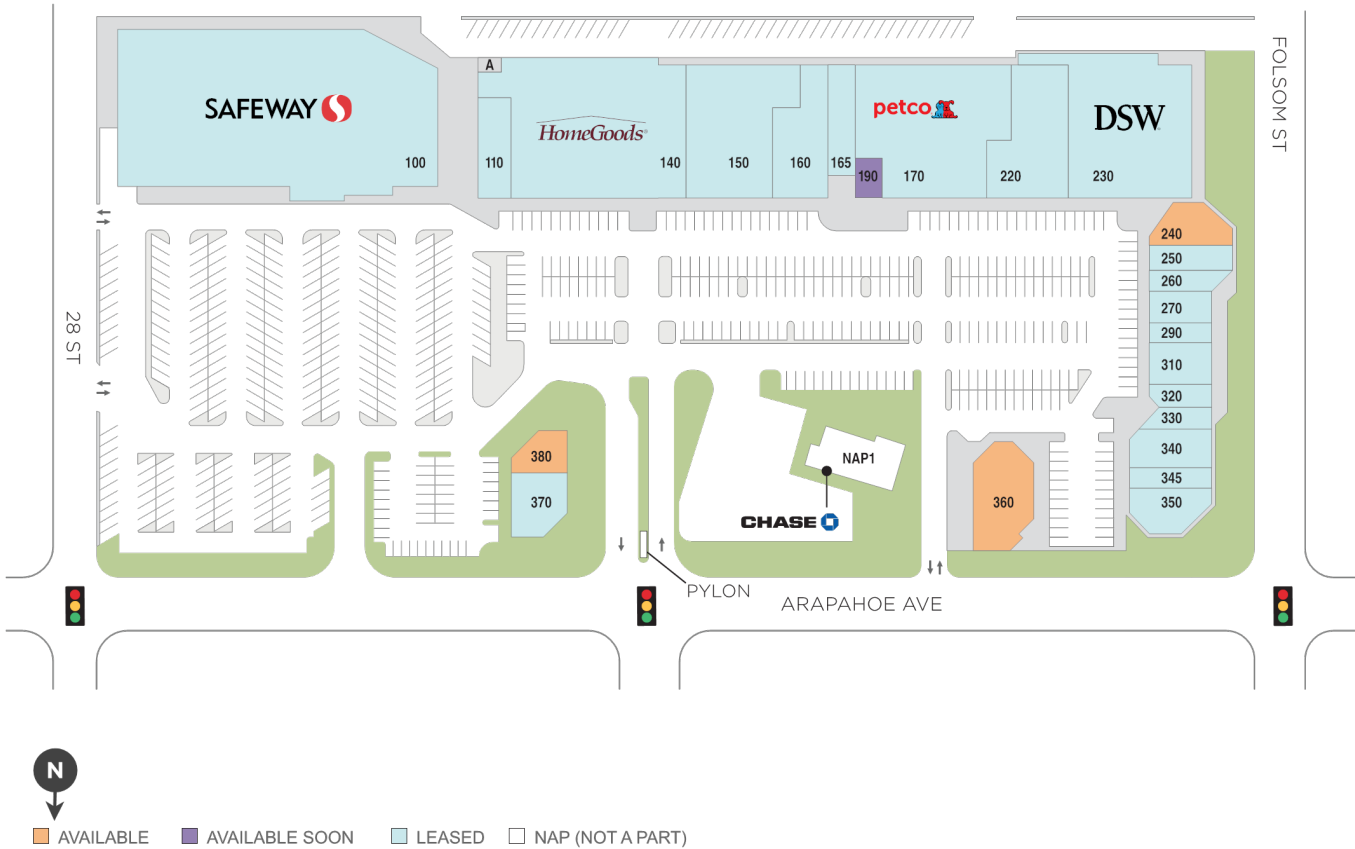 FOLSOM ST
A
SAFEWAY
HomeGoods
petco
DSW
100
110
140
150
160
165
190
170
220
230
240
250
260
270
290
310
320
330
340
345
350
28 ST
380
370
NAP1
CHASE
360
PYLON
ARAPAHOE AVE
N
AVAILABLE
AVAILABLE SOON
LEASED
NAP (NOT A PART)